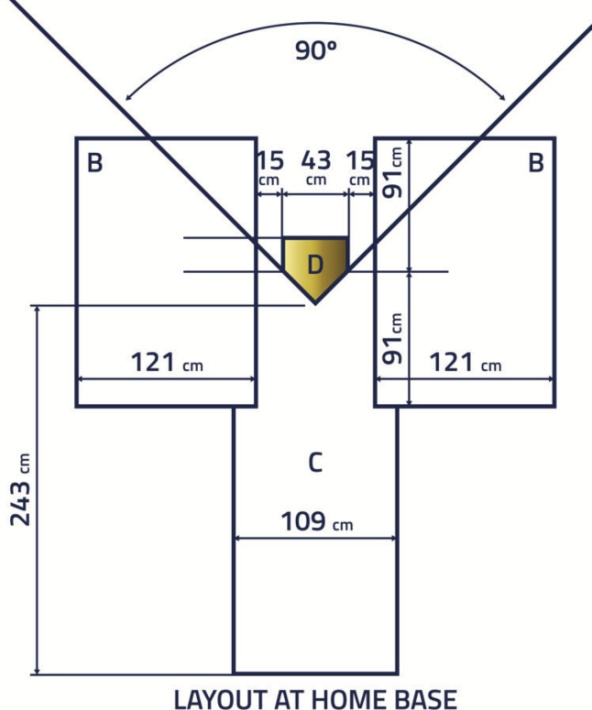 90º
B
15 cm
43 cm
15 cm
91 cm
B
D
91 cm
121 cm
121 cm
C
243 cm
109 cm
LAYOUT AT HOME BASE